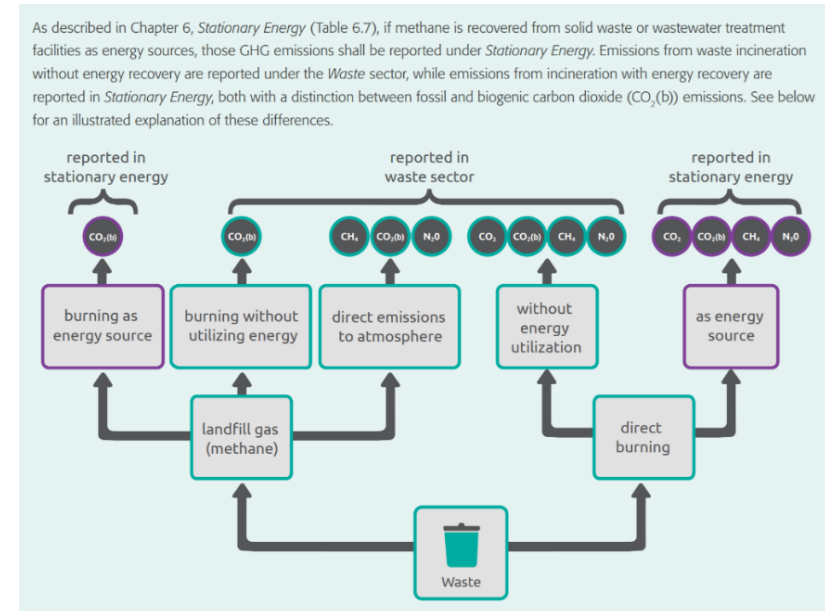 As described in Chapter 6, Stationary Energy (Table 6.7), if methane is recovered from solid waste or wastewater treatment
facilities as energy sources, those GHG emissions shall be reported under Stationary Energy. Emissions from waste incineration
without energy recovery are reported under the Waste sector, while emissions from incineration with energy recovery are
reported in Stationary Energy, both with a distinction between fossil and biogenic carbon dioxide (CO₂(b)) emissions. See below
for an illustrated explanation of these differences.
reported in
stationary energy
reported in
waste sector
reported in
stationary energy
CO₂(b)
CO₂(b)
CH₄ CO₂(b) N₂O
CO₂ CO₂(b) CH₄ N₂O
CO₂ CO₂(b) CH₄ N₂O
burning as
energy source
burning without
utilizing energy
direct emissions
to atmosphere
without
energy
utilization
as energy
source
landfill gas
(methane)
direct
burning
Waste